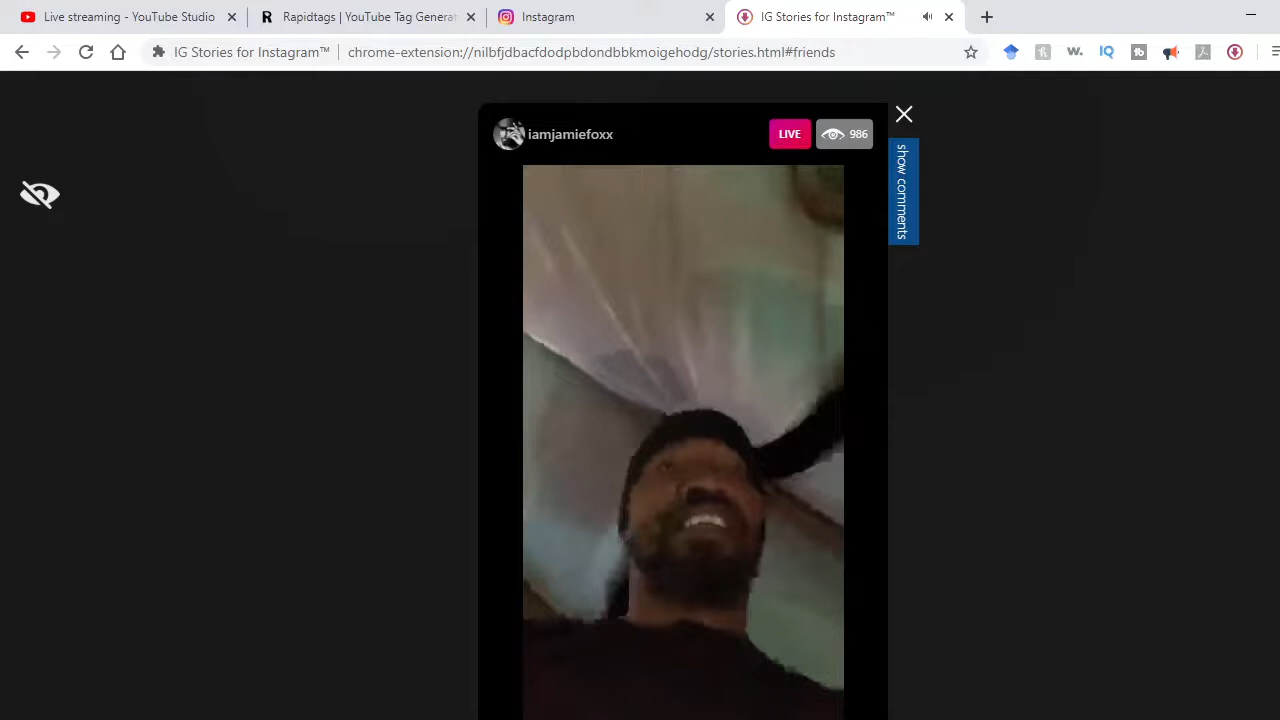 Live streaming - YouTube Studio
Rapidtags | YouTube Tag Generat
Instagram
IG Stories for Instagram™
IG Stories for Instagram™ | chrome-extension://nilbfjdbacfdodpbdondbbkmoigehodg/stories.html#friends
iamjamiefoxx
LIVE
986
show comments